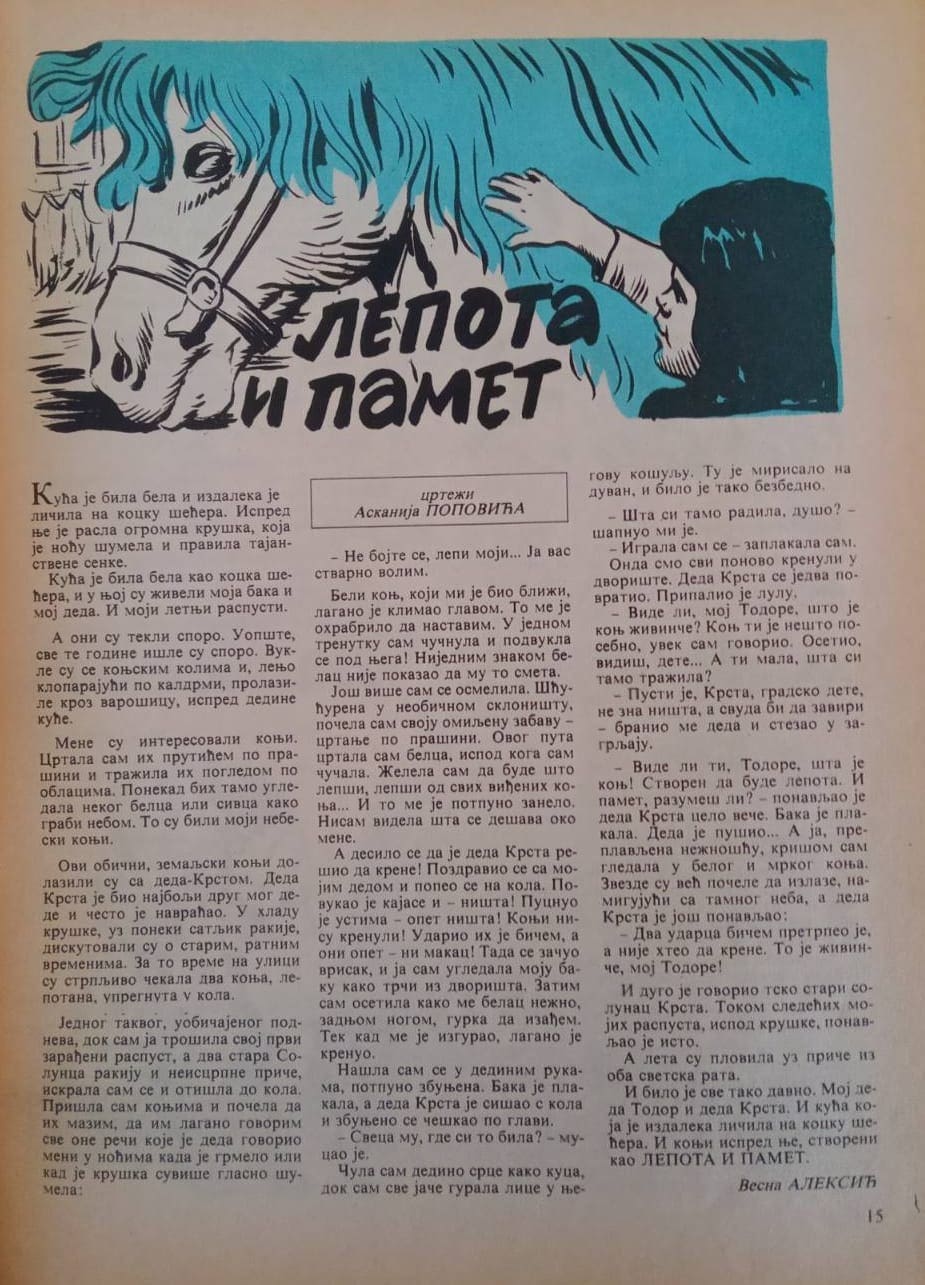 ЛЕПОТА
И ПАМЕТ
Кућа је била бела и издалека је
личила на коцку шећера. Испред
ње је расла огромна крушка, која
је ноћу шумела и правила тајан-
ствене сенке.
Кућа је била бела као коцка ше-
ћера, и у њој су живели моја бака и
мој деда. И моји летњи распусти.
А они су текли споро. Уопште,
све те године ишле су споро. Вук-
ле су се коњским колима и, лењо
клопарајући по калдрми, пролази-
ле кроз варошицу, испред дедине
куће.
Мене су интересовали коњи.
Цртала сам их прутићем по пра-
шини и тражила их погледом по
облацима. Понекад бих тамо угле-
дала неког белца или сивца како
граби небом. То су били моји небе-
ски коњи.
Ови обични, земаљски коњи до-
лазили су са деда-Крстом. Деда
Крста је био најбољи друг мог де-
де и често је навраћао. У хладу
крушке, уз понеки сатљик ракије,
дискутовали су о старим, ратним
временима. За то време на улици
су стрпљиво чекала два коња, ле-
потана, упрегнута у кола.
Једног таквог, уобичајеног под-
нева, док сам ја трошила свој први
зарађени распуст, а два стара Со-
лунца ракију и неисцрпне приче,
искрала сам се и отишла до кола.
Пришла сам коњима и почела да
их мазим, да им лагано говорим
све оне речи које је деда говорио
мени у ноћима када је грмело или
кад је крушка сувише гласно шу-
мела:
цртежи
Асканија ПОПОВИЋА
– Не бојте се, лепи моји... Ја вас
стварно волим.
Бели коњ, који ми је био ближи,
лагано је климао главом. То ме је
охрабрило да наставим. У једном
тренутку сам чучнула и подвукла
се под њега! Ниједним знаком бе-
лац није показао да му то смета.
Још више сам се осмелила. Шћу-
ћурена у необичном склоништу,
почела сам своју омиљену забаву –
цртање по прашини. Овог пута
цртала сам белца, испод кога сам
чучала. Желела сам да буде што
лепши, лепши од свих виђених ко-
ња... И то ме је потпуно занело.
Нисам видела шта се дешава око
мене.
А десило се да је деда Крста ре-
шио да крене! Поздравио се са мо-
јим дедом и попео се на кола. По-
вукао је кајасе и – ништа! Пуцнуо
је устима – опет ништа! Коњи ни-
су кренули! Ударио их је бичем, а
они опет – ни макац! Тада се зачуо
врисак, и ја сам угледала моју ба-
ку како трчи из дворишта. Затим
сам осетила како ме белац нежно,
задњом ногом, гурка да изађем.
Тек кад ме је изгурао, лагано је
кренуо.
Нашла сам се у дединим рука-
ма, потпуно збуњена. Бака је пла-
кала, а деда Крста је сишао с кола
и збуњено се чешкао по глави.
– Свеца му, где си то била? – му-
цао је.
Чула сам дедино срце како куца,
док сам све јаче гурала лице у ње-
гову кошуљу. Ту је мирисало на
дуван, и било је тако безбедно.
– Шта си тамо радила, душо? –
шапнуо ми је.
– Играла сам се – заплакала сам.
Онда смо сви поново кренули у
двориште. Деда Крста се једва по-
вратио. Припалио је лулу.
– Виде ли, мој Тодоре, што је
коњ живинче? Коњ ти је нешто по-
себно, увек сам говорио. Осетио,
видиш, дете... А ти мала, шта си
тамо тражила?
– Пусти је, Крста, градско дете,
не зна ништа, а свуда би да завири
– бранио ме деда и стезао у за-
грљају.
– Виде ли ти, Тодоре, шта је
коњ! Створен да буде лепота. И
памет, разумеш ли? – понављао је
деда Крста цело вече. Бака је пла-
кала. Деда је пушио... А ја, пре-
плављена нежношћу, кришом сам
гледала у белог и мрког коња.
Звезде су већ почеле да излазе, на-
мигујући са тамног неба, а деда
Крста је још понављао:
– Два ударца бичем претрпео је,
а није хтео да крене. То је живин-
че, мој Тодоре!
И дуго је говорио тско стари со-
лунац Крста. Током следећих мо-
јих распуста, испод крушке, понав-
љао је исто.
А лета су пловила уз приче из
оба светска рата.
И било је све тако давно. Мој де-
да Тодор и деда Крста. И кућа ко-
ја је издалека личила на коцку ше-
ћера. И коњи испред ње, створени
као ЛЕПОТА И ПАМЕТ.
Весна АЛЕКСИЋ
15